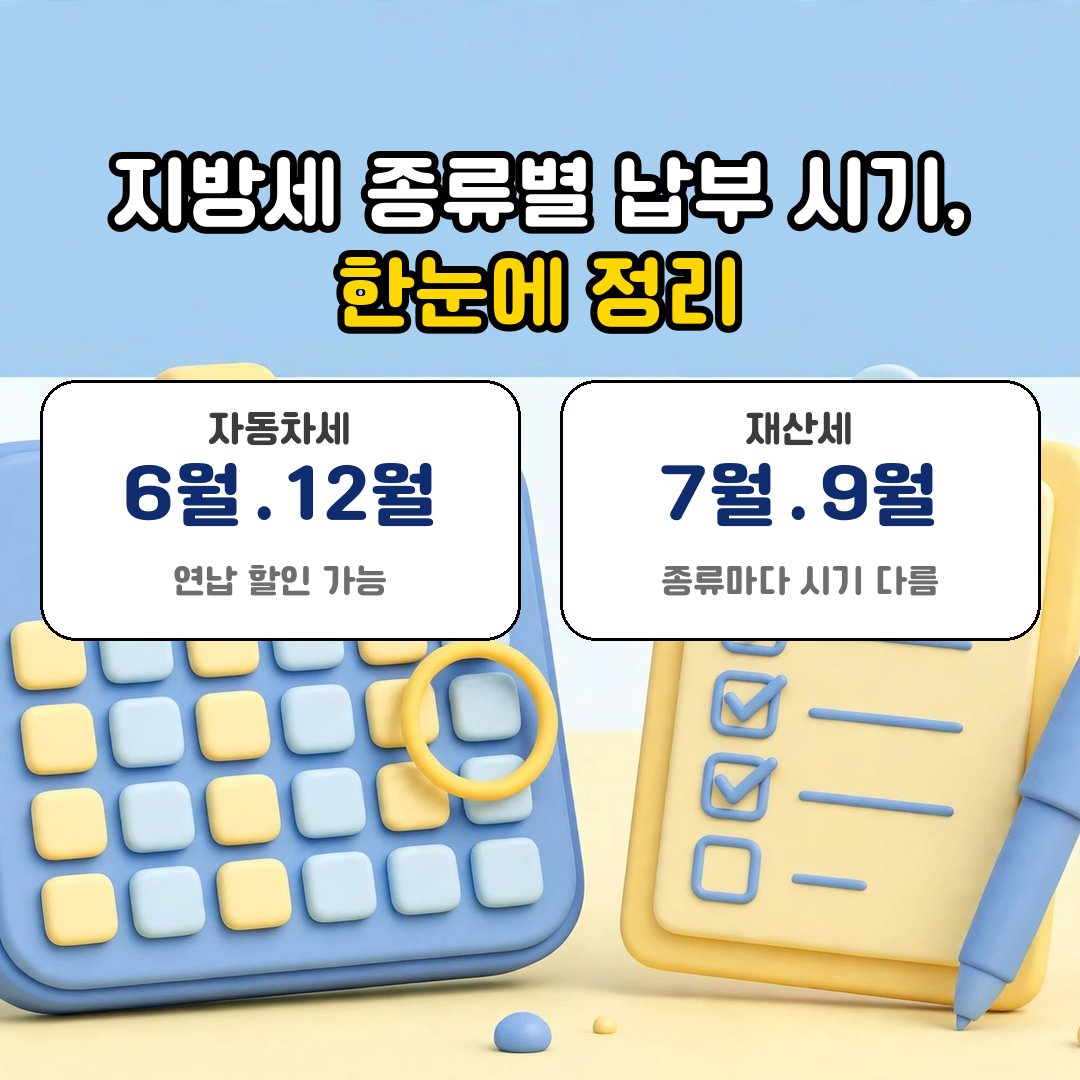 지방세 종류별 납부 시기,
한눈에 정리
자동차세
6월.12월
연납 할인 가능
재산세
7월.9월
종류마다 시기 다름